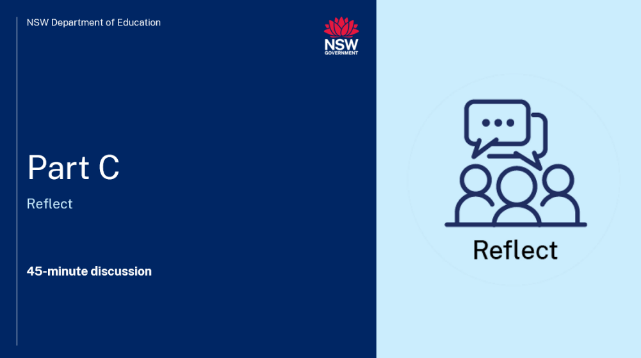 NSW Department of Education
NSW
GOVERNMENT
Part C
Reflect
45-minute discussion
Reflect